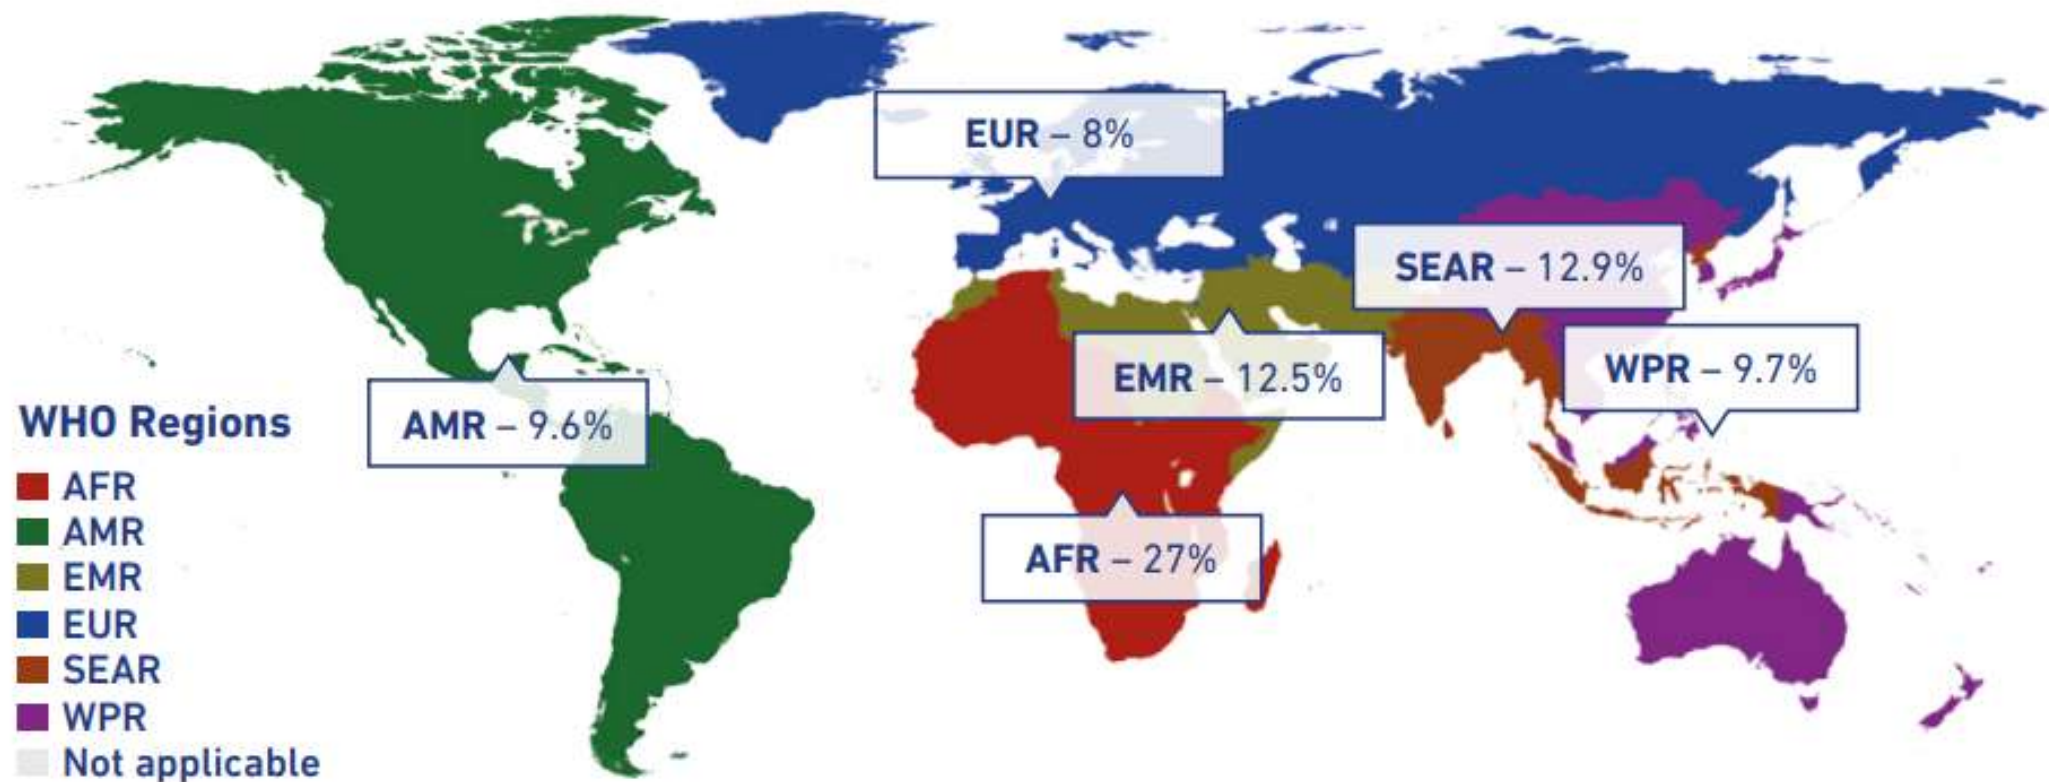 EUR – 8%
SEAR – 12.9%
EMR – 12.5%
WPR – 9.7%
AMR – 9.6%
AFR – 27%
WHO Regions
AFR
AMR
EMR
EUR
SEAR
WPR
Not applicable